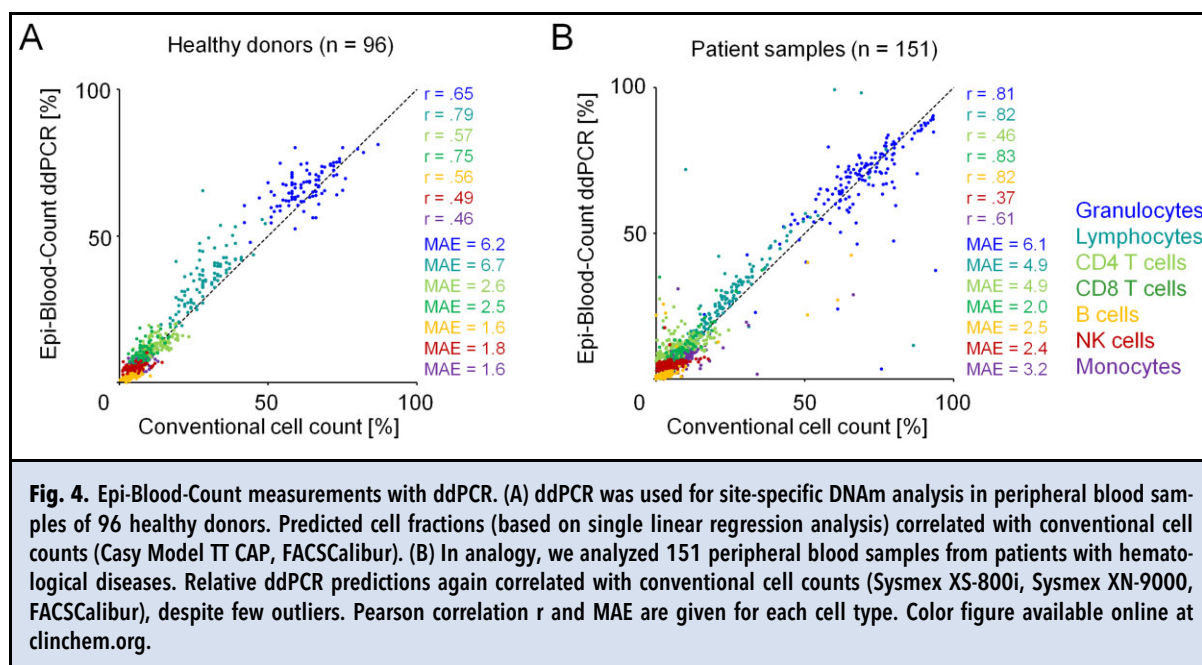 A
Healthy donors (n = 96)
Epi-Blood-Count ddPCR [%]
100
50
0
50
100
Conventional cell count [%]
r = .65
r = .79
r = .57
r = .75
r = .56
r = .49
r = .46
MAE = 6.2
MAE = 6.7
MAE = 2.6
MAE = 2.5
MAE = 1.6
MAE = 1.8
MAE = 1.6
B
Patient samples (n = 151)
Epi-Blood-Count ddPCR [%]
100
50
0
50
100
Conventional cell count [%]
r = .81
r = .82
r = .46
r = .83
r = .82
r = .37
r = .61
MAE = 6.1
MAE = 4.9
MAE = 4.9
MAE = 2.0
MAE = 2.5
MAE = 2.4
MAE = 3.2
Granulocytes
Lymphocytes
CD4 T cells
CD8 T cells
B cells
NK cells
Monocytes
Fig. 4. Epi-Blood-Count measurements with ddPCR. (A) ddPCR was used for site-specific DNAm analysis in peripheral blood sam-
ples of 96 healthy donors. Predicted cell fractions (based on single linear regression analysis) correlated with conventional cell
counts (Casy Model TT CAP, FACSCalibur). (B) In analogy, we analyzed 151 peripheral blood samples from patients with hemato-
logical diseases. Relative ddPCR predictions again correlated with conventional cell counts (Sysmex XS-800i, Sysmex XN-9000,
FACSCalibur), despite few outliers. Pearson correlation r and MAE are given for each cell type. Color figure available online at
clinchem.org.